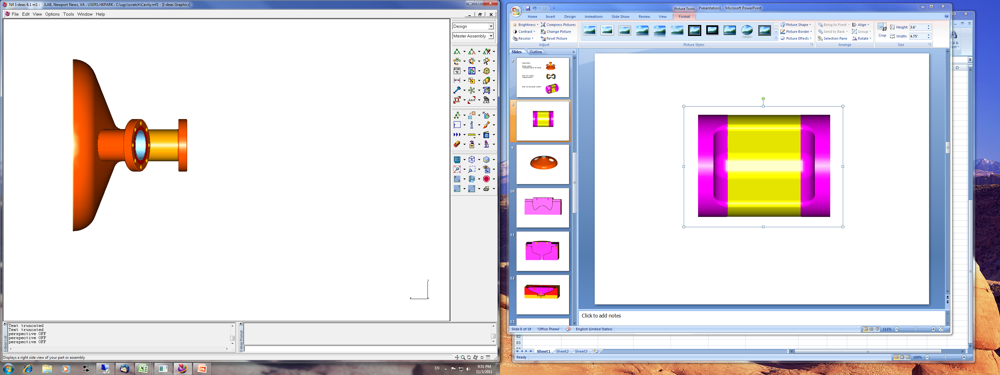 NX I-deas 6.1 m1 :    JLAB, Newport News, VA : USERS.HKPARK : C:\ugs\scratch\Cavity.mf1 - [I-deas Graphics]
File Edit View Options Tools Window Help
Design
Master Assembly
Y
Z
X
I-deas List
Text truncated
Text truncated
perspective OFF
perspective OFF
perspective OFF
I-deas Prompt
Displays a right side view of your part or assembly
EN
9:51 PM
11/3/2011
Picture Tools
Presentation1 - Microsoft PowerPoint
Home Insert Design Animations Slide Show Review View Format
Brightness
Contrast
Recolor
Compress Pictures
Change Picture
Reset Picture
Adjust
Picture Styles
Picture Shape
Picture Border
Picture Effects
Bring to Front
Send to Back
Selection Pane
Align
Group
Rotate
Arrange
Crop
Height: 3.6"
Width: 4.75"
Size
Slides Outline
7
8
9
10
11
12
13
Click to add notes
Slide 8 of 19 "Office Theme" English (United States) 111%
O
82
83
Sheet1 Sheet2 Sheet3
Ready 100%